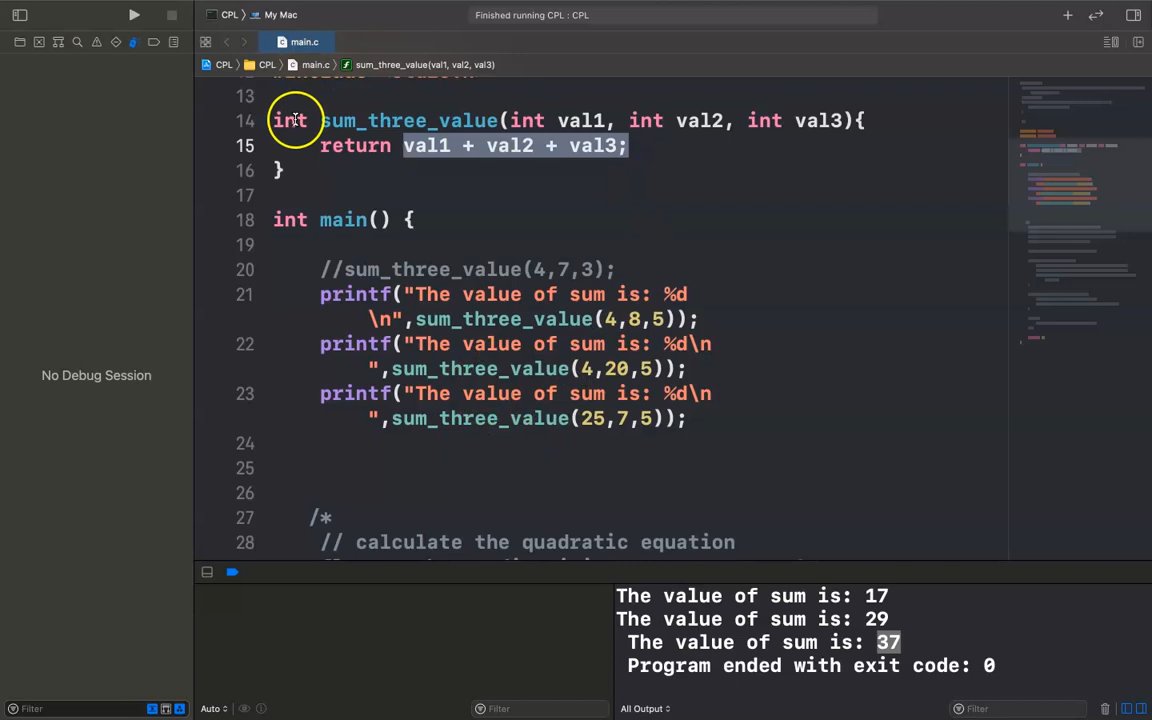 CPL 〉 My Mac
Finished running CPL : CPL
main.c
CPL 〉 CPL 〉 main.c 〉 sum_three_value(val1, val2, val3)
13
14 int sum_three_value(int val1, int val2, int val3){
15 return val1 + val2 + val3;
16 }
17
18 int main() {
19
20 //sum_three_value(4,7,3);
21 printf("The value of sum is: %d
\n",sum_three_value(4,8,5));
22 printf("The value of sum is: %d\n
",sum_three_value(4,20,5));
23 printf("The value of sum is: %d\n
",sum_three_value(25,7,5));
24
25
26
27 /*
28 // calculate the quadratic equation
No Debug Session
The value of sum is: 17
The value of sum is: 29
The value of sum is: 37
Program ended with exit code: 0
Filter
Auto
Filter
All Output
Filter